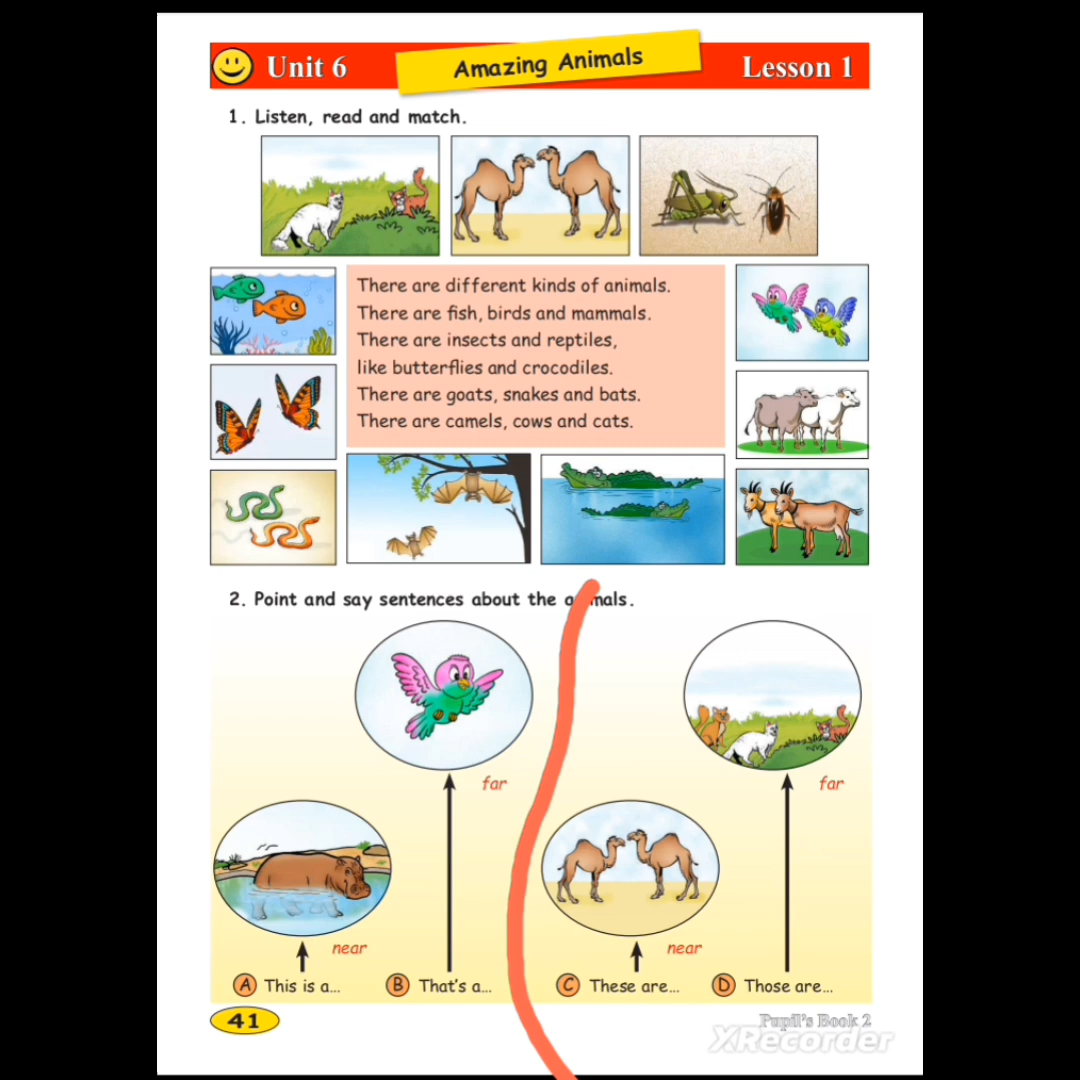 Unit 6
Amazing Animals
Lesson 1
1. Listen, read and match.
There are different kinds of animals.
There are fish, birds and mammals.
There are insects and reptiles,
like butterflies and crocodiles.
There are goats, snakes and bats.
There are camels, cows and cats.
2. Point and say sentences about the
far
far
near
near
A This is a...
B That's a...
C These are...
D Those are...
41
Pupil's Book 2
XRecorder